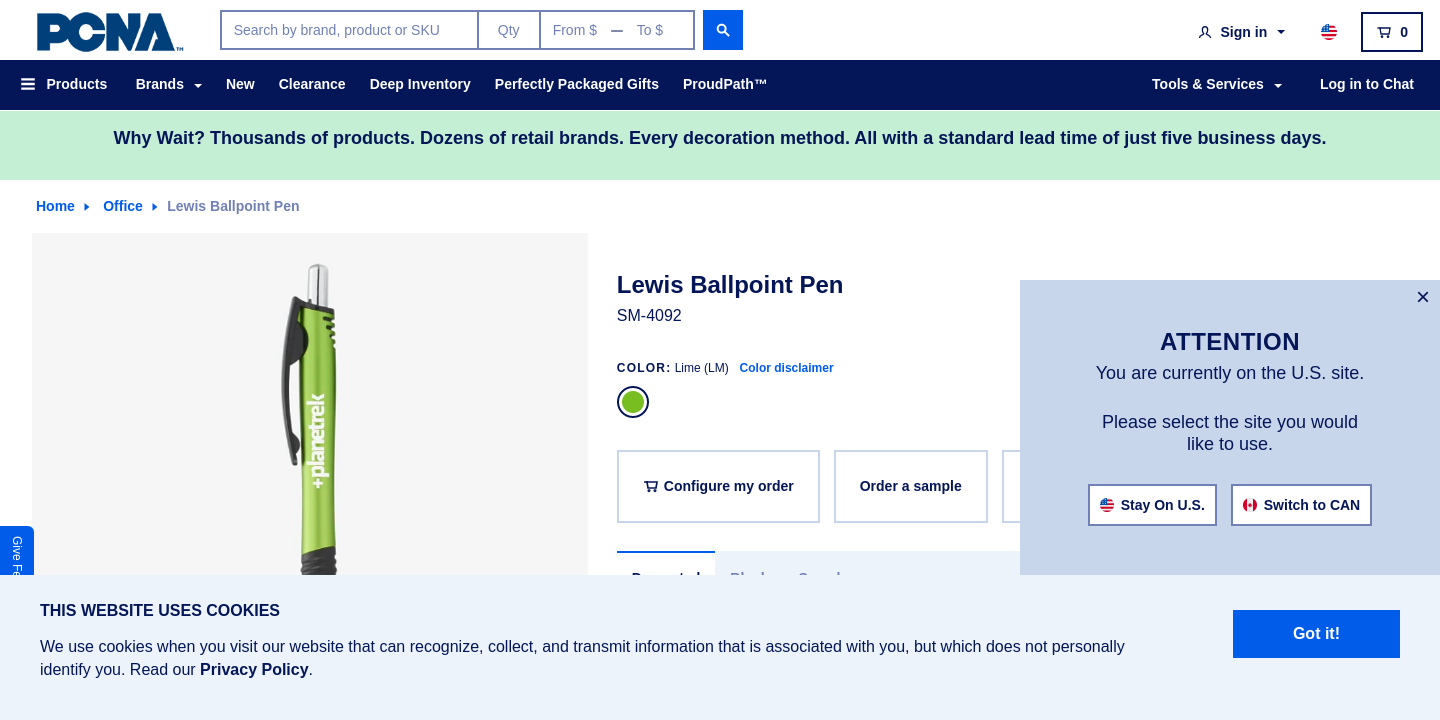 PCNA™
Search by brand, product or SKU
Qty
From $ — To $
Sign in
0
Products
Brands
New
Clearance
Deep Inventory
Perfectly Packaged Gifts
ProudPath™
Tools & Services
Log in to Chat
Why Wait? Thousands of products. Dozens of retail brands. Every decoration method. All with a standard lead time of just five business days.
Home
Office
Lewis Ballpoint Pen
+planetrek
Lewis Ballpoint Pen
SM-4092
COLOR: Lime (LM) Color disclaimer
Configure my order
Order a sample
×
ATTENTION
You are currently on the U.S. site.
Please select the site you would
like to use.
Stay On U.S.
Switch to CAN
Give
THIS WEBSITE USES COOKIES
We use cookies when you visit our website that can recognize, collect, and transmit information that is associated with you, but which does not personally
identify you. Read our Privacy Policy.
Got it!